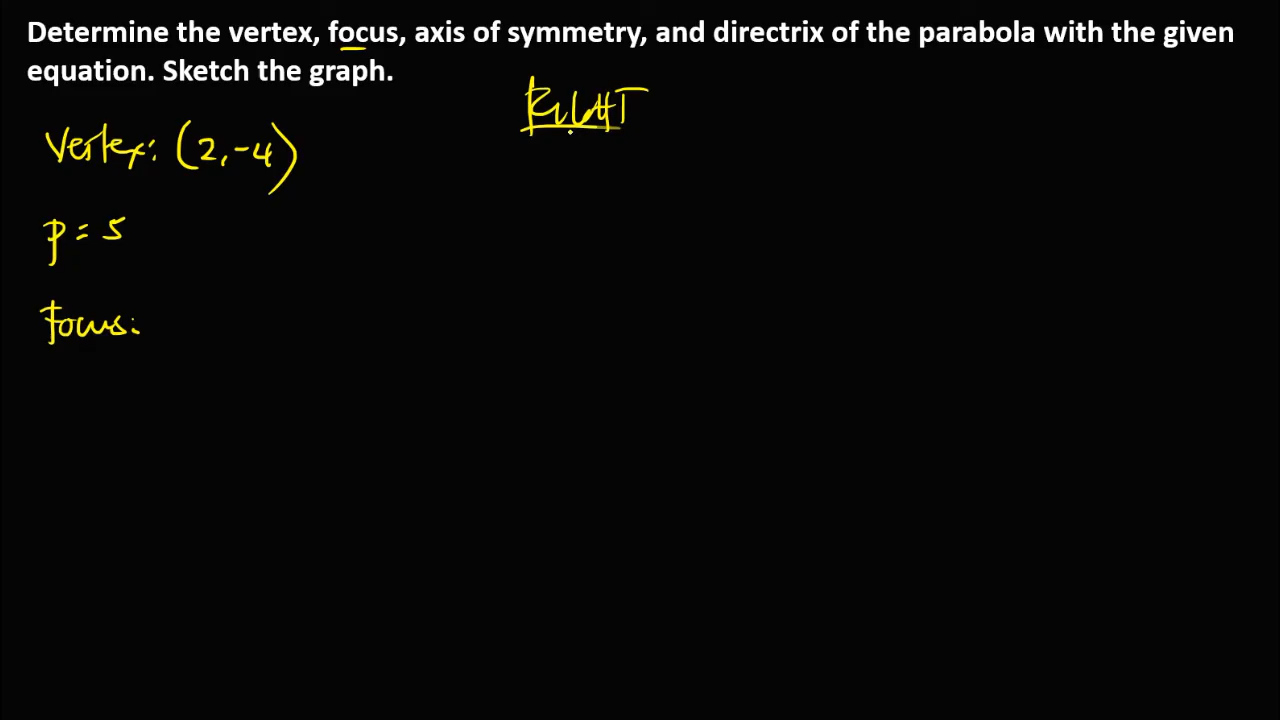 Determine the vertex, focus, axis of symmetry, and directrix of the parabola with the given
equation. Sketch the graph.
RIGHT
Vertex: (2, -4)
p = 5
Focus: